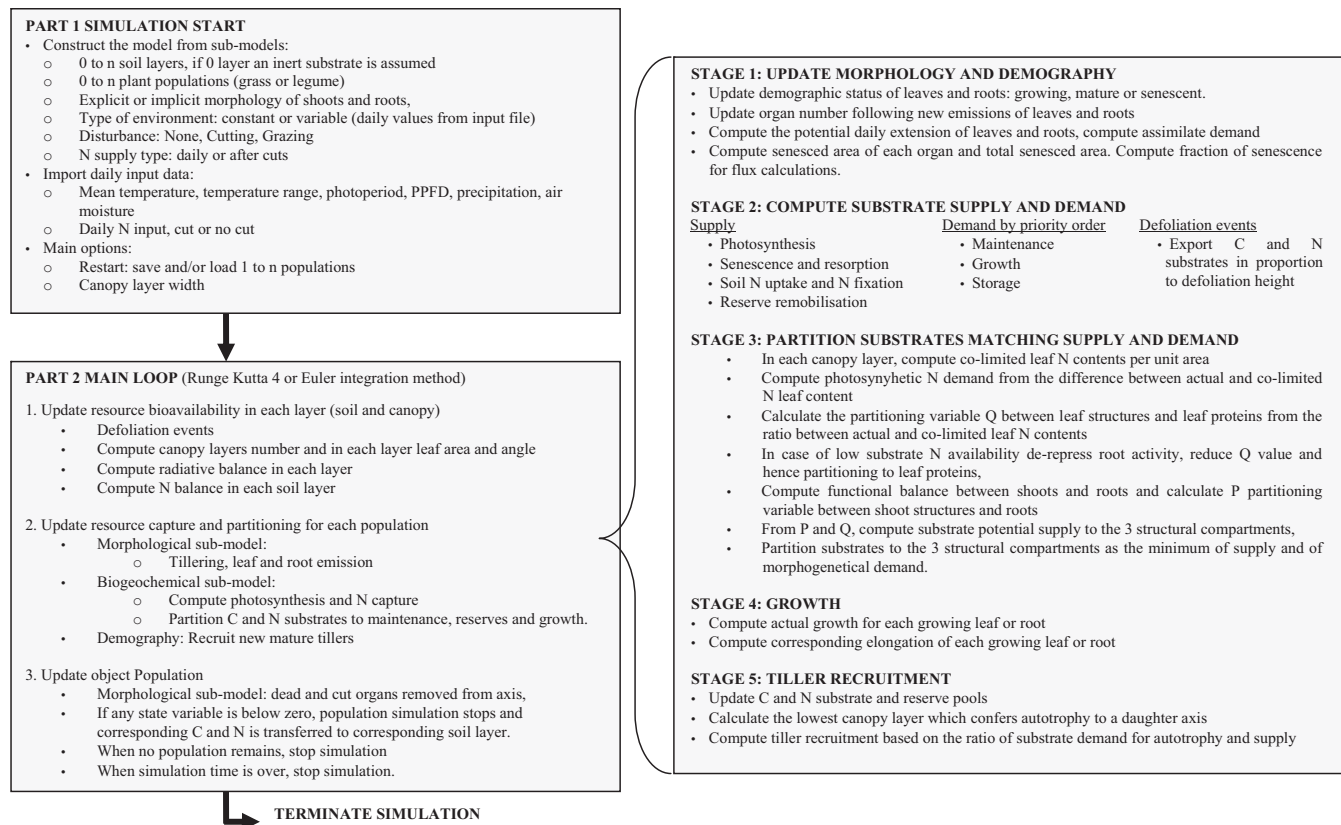 PART 1 SIMULATION START
• Construct the model from sub-models:
o 0 to n soil layers, if 0 layer an inert substrate is assumed
o 0 to n plant populations (grass or legume)
o Explicit or implicit morphology of shoots and roots,
o Type of environment: constant or variable (daily values from input file)
o Disturbance: None, Cutting, Grazing
o N supply type: daily or after cuts
• Import daily input data:
o Mean temperature, temperature range, photoperiod, PPFD, precipitation, air
moisture
o Daily N input, cut or no cut
• Main options:
o Restart: save and/or load 1 to n populations
o Canopy layer width
PART 2 MAIN LOOP (Runge Kutta 4 or Euler integration method)
1. Update resource bioavailability in each layer (soil and canopy)
• Defoliation events
• Compute canopy layers number and in each layer leaf area and angle
• Compute radiative balance in each layer
• Compute N balance in each soil layer
2. Update resource capture and partitioning for each population
• Morphological sub-model:
o Tillering, leaf and root emission
• Biogeochemical sub-model:
o Compute photosynthesis and N capture
o Partition C and N substrates to maintenance, reserves and growth.
• Demography: Recruit new mature tillers
3. Update object Population
• Morphological sub-model: dead and cut organs removed from axis,
• If any state variable is below zero, population simulation stops and
corresponding C and N is transferred to corresponding soil layer.
• When no population remains, stop simulation
• When simulation time is over, stop simulation.
TERMINATE SIMULATION
STAGE 1: UPDATE MORPHOLOGY AND DEMOGRAPHY
• Update demographic status of leaves and roots: growing, mature or senescent.
• Update organ number following new emissions of leaves and roots
• Compute the potential daily extension of leaves and roots, compute assimilate demand
• Compute senesced area of each organ and total senesced area. Compute fraction of senescence
for flux calculations.
STAGE 2: COMPUTE SUBSTRATE SUPPLY AND DEMAND
Supply
• Photosynthesis
• Senescence and resorption
• Soil N uptake and N fixation
• Reserve remobilisation
Demand by priority order
• Maintenance
• Growth
• Storage
Defoliation events
• Export C and N
substrates in proportion
to defoliation height
STAGE 3: PARTITION SUBSTRATES MATCHING SUPPLY AND DEMAND
• In each canopy layer, compute co-limited leaf N contents per unit area
• Compute photosynyhetic N demand from the difference between actual and co-limited
N leaf content
• Calculate the partitioning variable Q between leaf structures and leaf proteins from the
ratio between actual and co-limited leaf N contents
• In case of low substrate N availability de-repress root activity, reduce Q value and
hence partitioning to leaf proteins,
• Compute functional balance between shoots and roots and calculate P partitioning
variable between shoot structures and roots
• From P and Q, compute substrate potential supply to the 3 structural compartments,
• Partition substrates to the 3 structural compartments as the minimum of supply and of
morphogenetical demand.
STAGE 4: GROWTH
• Compute actual growth for each growing leaf or root
• Compute corresponding elongation of each growing leaf or root
STAGE 5: TILLER RECRUITMENT
• Update C and N substrate and reserve pools
• Calculate the lowest canopy layer which confers autotrophy to a daughter axis
• Compute tiller recruitment based on the ratio of substrate demand for autotrophy and supply